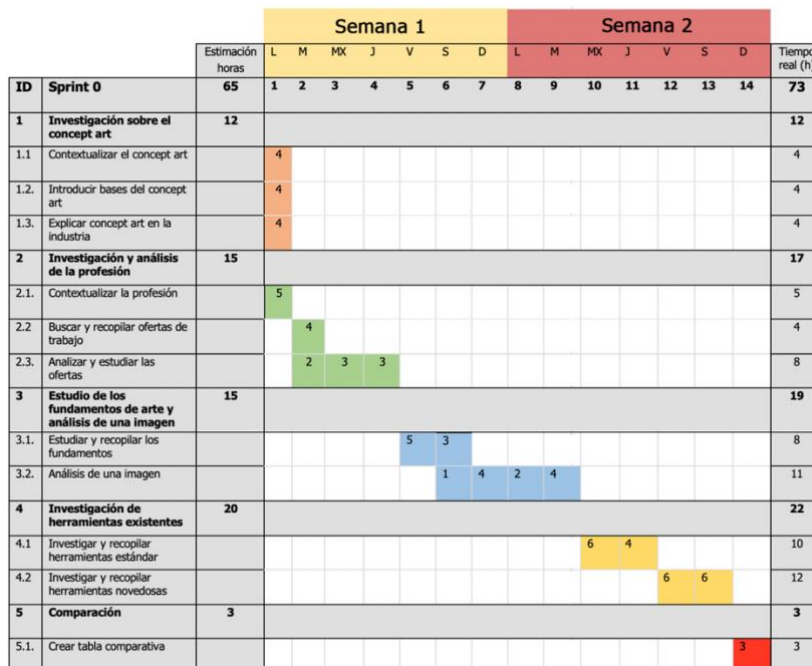 Semana 1 Semana 2
Estimación horas L M MX J V S D L M MX J V S D Tiempo real (h)
ID Sprint 0 65 1 2 3 4 5 6 7 8 9 10 11 12 13 14 73
1 Investigación sobre el 12 12
concept art
1.1 Contextualizar el concept art 4 4
1.2. Introducir bases del concept 4 4
art
1.3. Explicar concept art en la 4 4
industria
2 Investigación y análisis 15 17
de la profesión
2.1. Contextualizar la profesión 5 5
2.2 Buscar y recopilar ofertas de 4 4
trabajo
2.3. Analizar y estudiar las 2 3 3 8
ofertas
3 Estudio de los 15 19
fundamentos de arte y
análisis de una imagen
3.1. Estudiar y recopilar los 5 3 8
fundamentos
3.2. Análisis de una imagen 1 4 2 4 11
4 Investigación de 20 22
herramientas existentes
4.1 Investigar y recopilar 6 4 10
herramientas estándar
4.2 Investigar y recopilar 6 6 12
herramientas novedosas
5 Comparación 3 3
5.1. Crear tabla comparativa 3 3